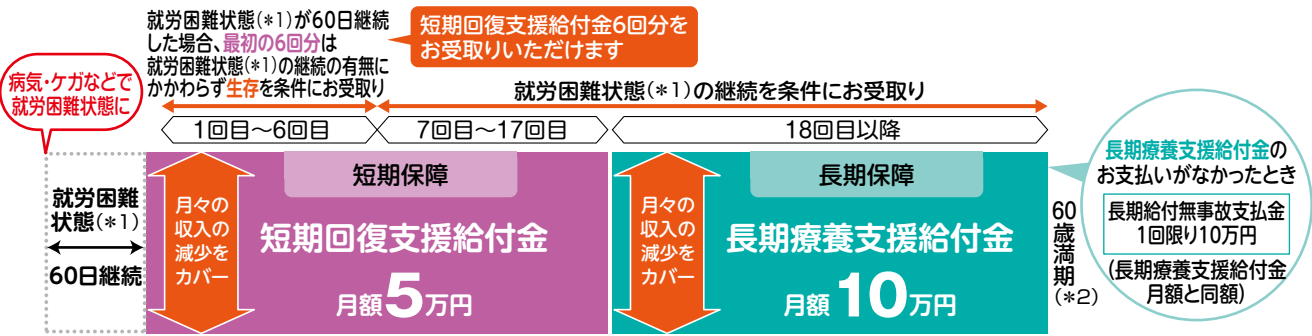 病気・ケガなどで
就労困難状態に
就労困難状態(*1)が60日継続
した場合、最初の6回分は
就労困難状態(*1)の継続の有無に
かかわらず生存を条件にお受取り
短期回復支援給付金6回分を
お受取りいただけます
就労困難状態(*1)の継続を条件にお受取り
1回目～6回目
7回目～17回目
18回目以降
就労困難
状態(*1)
60日継続
月々の
収入の
減少を
カバー
短期保障
短期回復支援給付金
月額5万円
月々の
収入の
減少を
カバー
長期保障
長期療養支援給付金
月額10万円
60歳満期(*2)
長期療養支援給付金の
お支払いがなかったとき
長期給付無事故支払金
1回限り10万円
(長期療養支援給付金
月額と同額)